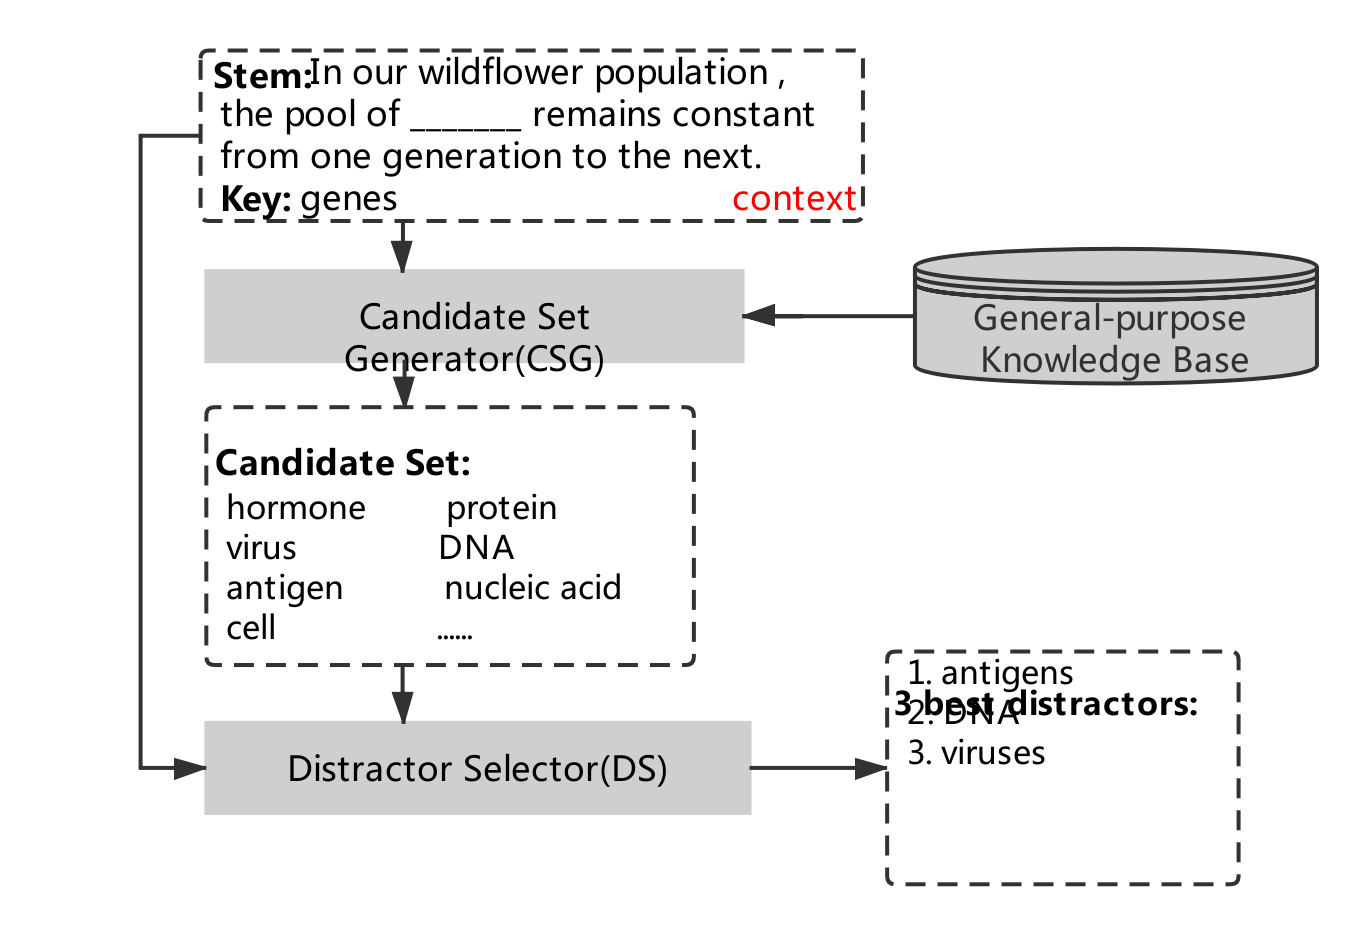 Stem:In our wildflower population ,
the pool of _______ remains constant
from one generation to the next.
Key: genes
context
Candidate Set
Generator(CSG)
General-purpose
Knowledge Base
Candidate Set:
hormone protein
virus DNA
antigen nucleic acid
cell ......
Distractor Selector(DS)
3 best distractors:
1. antigens
2. DNA
3. viruses